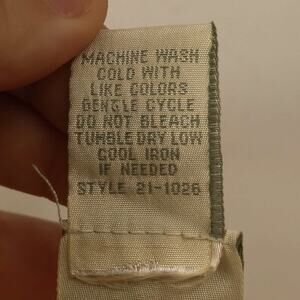 MACHINE WASH
COLD WITH
LIKE COLORS
GENTLE CYCLE
DO NOT BLEACH
TUMBLE DRY LOW
COOL IRON
IF NEEDED
STYLE 21-1026